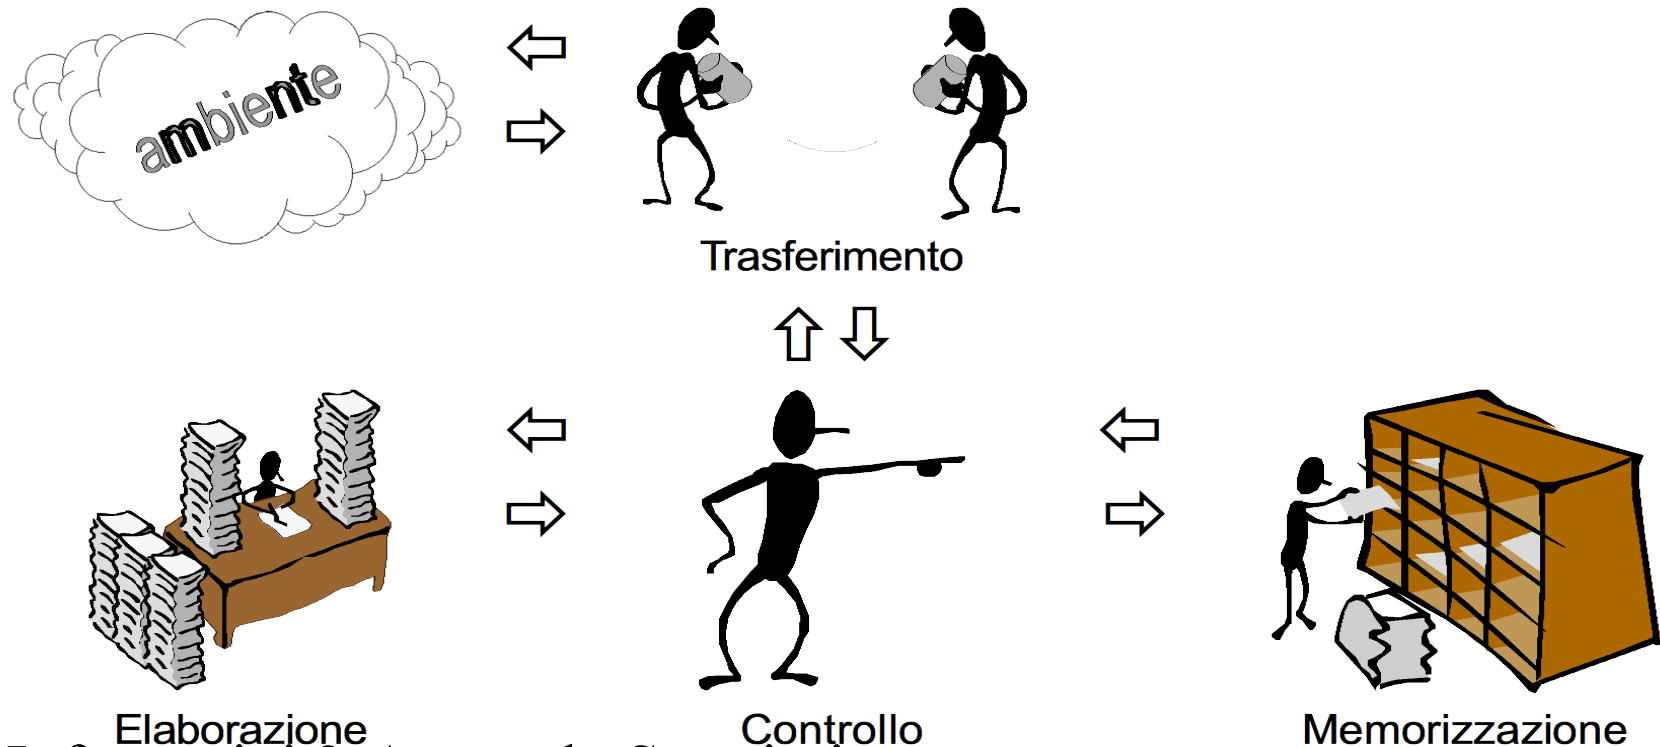 ambiente
Trasferimento
Elaborazione
Controllo
Memorizzazione